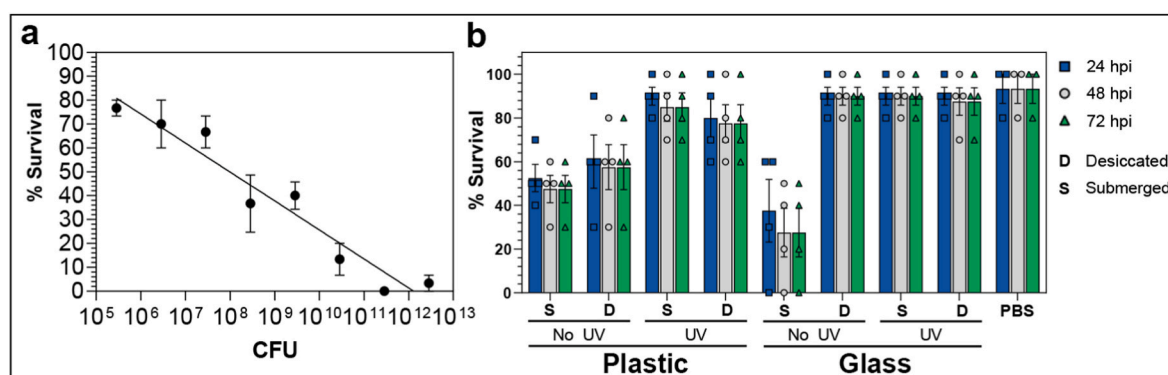 a
100
90
80
70
60
50
40
30
20
10
0
% Survival
10⁵ 10⁶ 10⁷ 10⁸ 10⁹ 10¹⁰ 10¹¹ 10¹² 10¹³
CFU
b
100
80
60
40
20
0
% Survival
S D S D S D S D PBS
No UV UV No UV UV
Plastic Glass
24 hpi
48 hpi
72 hpi
D Desiccated
S Submerged